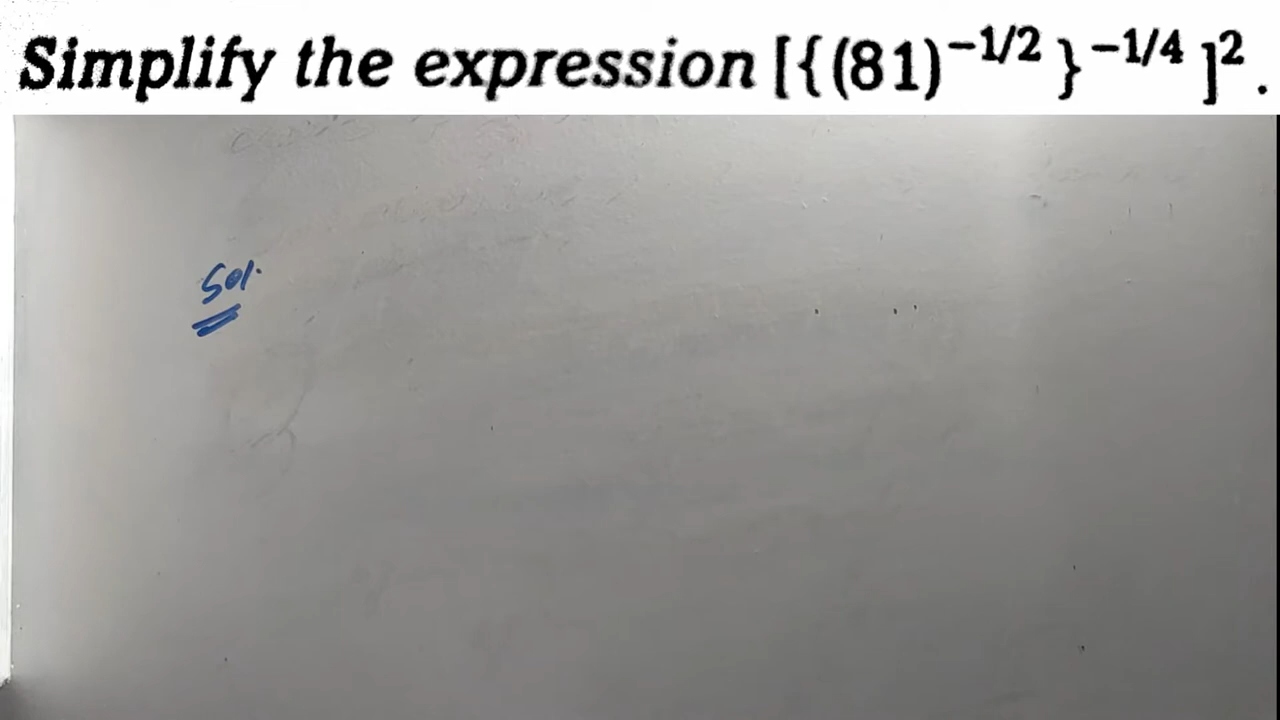 Simplify the expression [{(81)^{-1/2}}^{-1/4}]^2.
Sol.